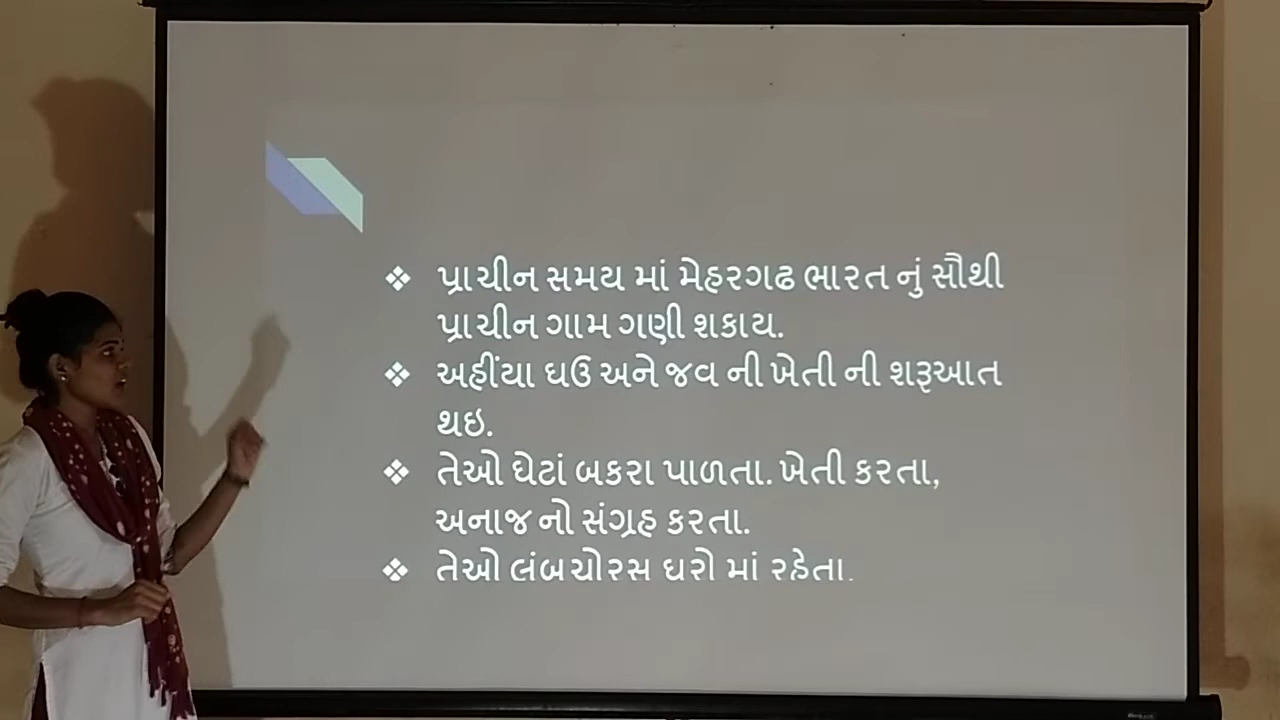 ❖ પ્રાચીન સમય માં મેહરગઢ ભારત નું સૌથી
પ્રાચીન ગામ ગણી શકાય.
❖ અહીંયા ઘઉ અને જવ ની ખેતી ની શરૂઆત
થઇ.
❖ તેઓ ઘેટાં બકરા પાળતા. ખેતી કરતા,
અનાજ નો સંગ્રહ કરતા.
❖ તેઓ લંબચોરસ ઘરો માં રહેતા.